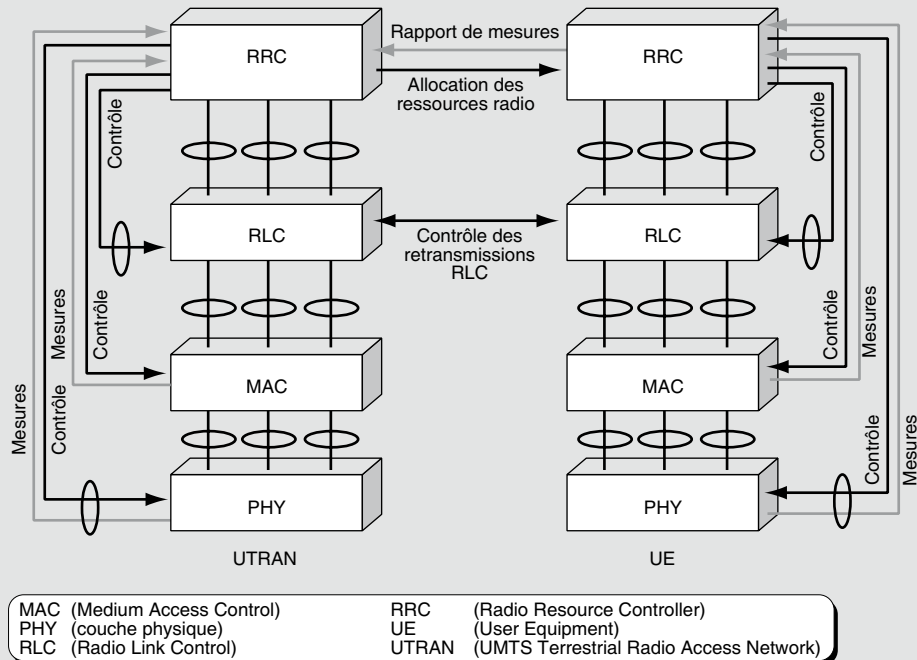 RRC
Rapport de mesures
RRC
Allocation des
ressources radio
Contrôle
Contrôle
RLC
Contrôle des
retransmissions
RLC
RLC
Mesures
Contrôle
Contrôle
Mesures
MAC
MAC
Mesures
Contrôle
Contrôle
Mesures
PHY
PHY
UTRAN
UE
MAC (Medium Access Control)
PHY (couche physique)
RLC (Radio Link Control)
RRC (Radio Resource Controller)
UE (User Equipment)
UTRAN (UMTS Terrestrial Radio Access Network)